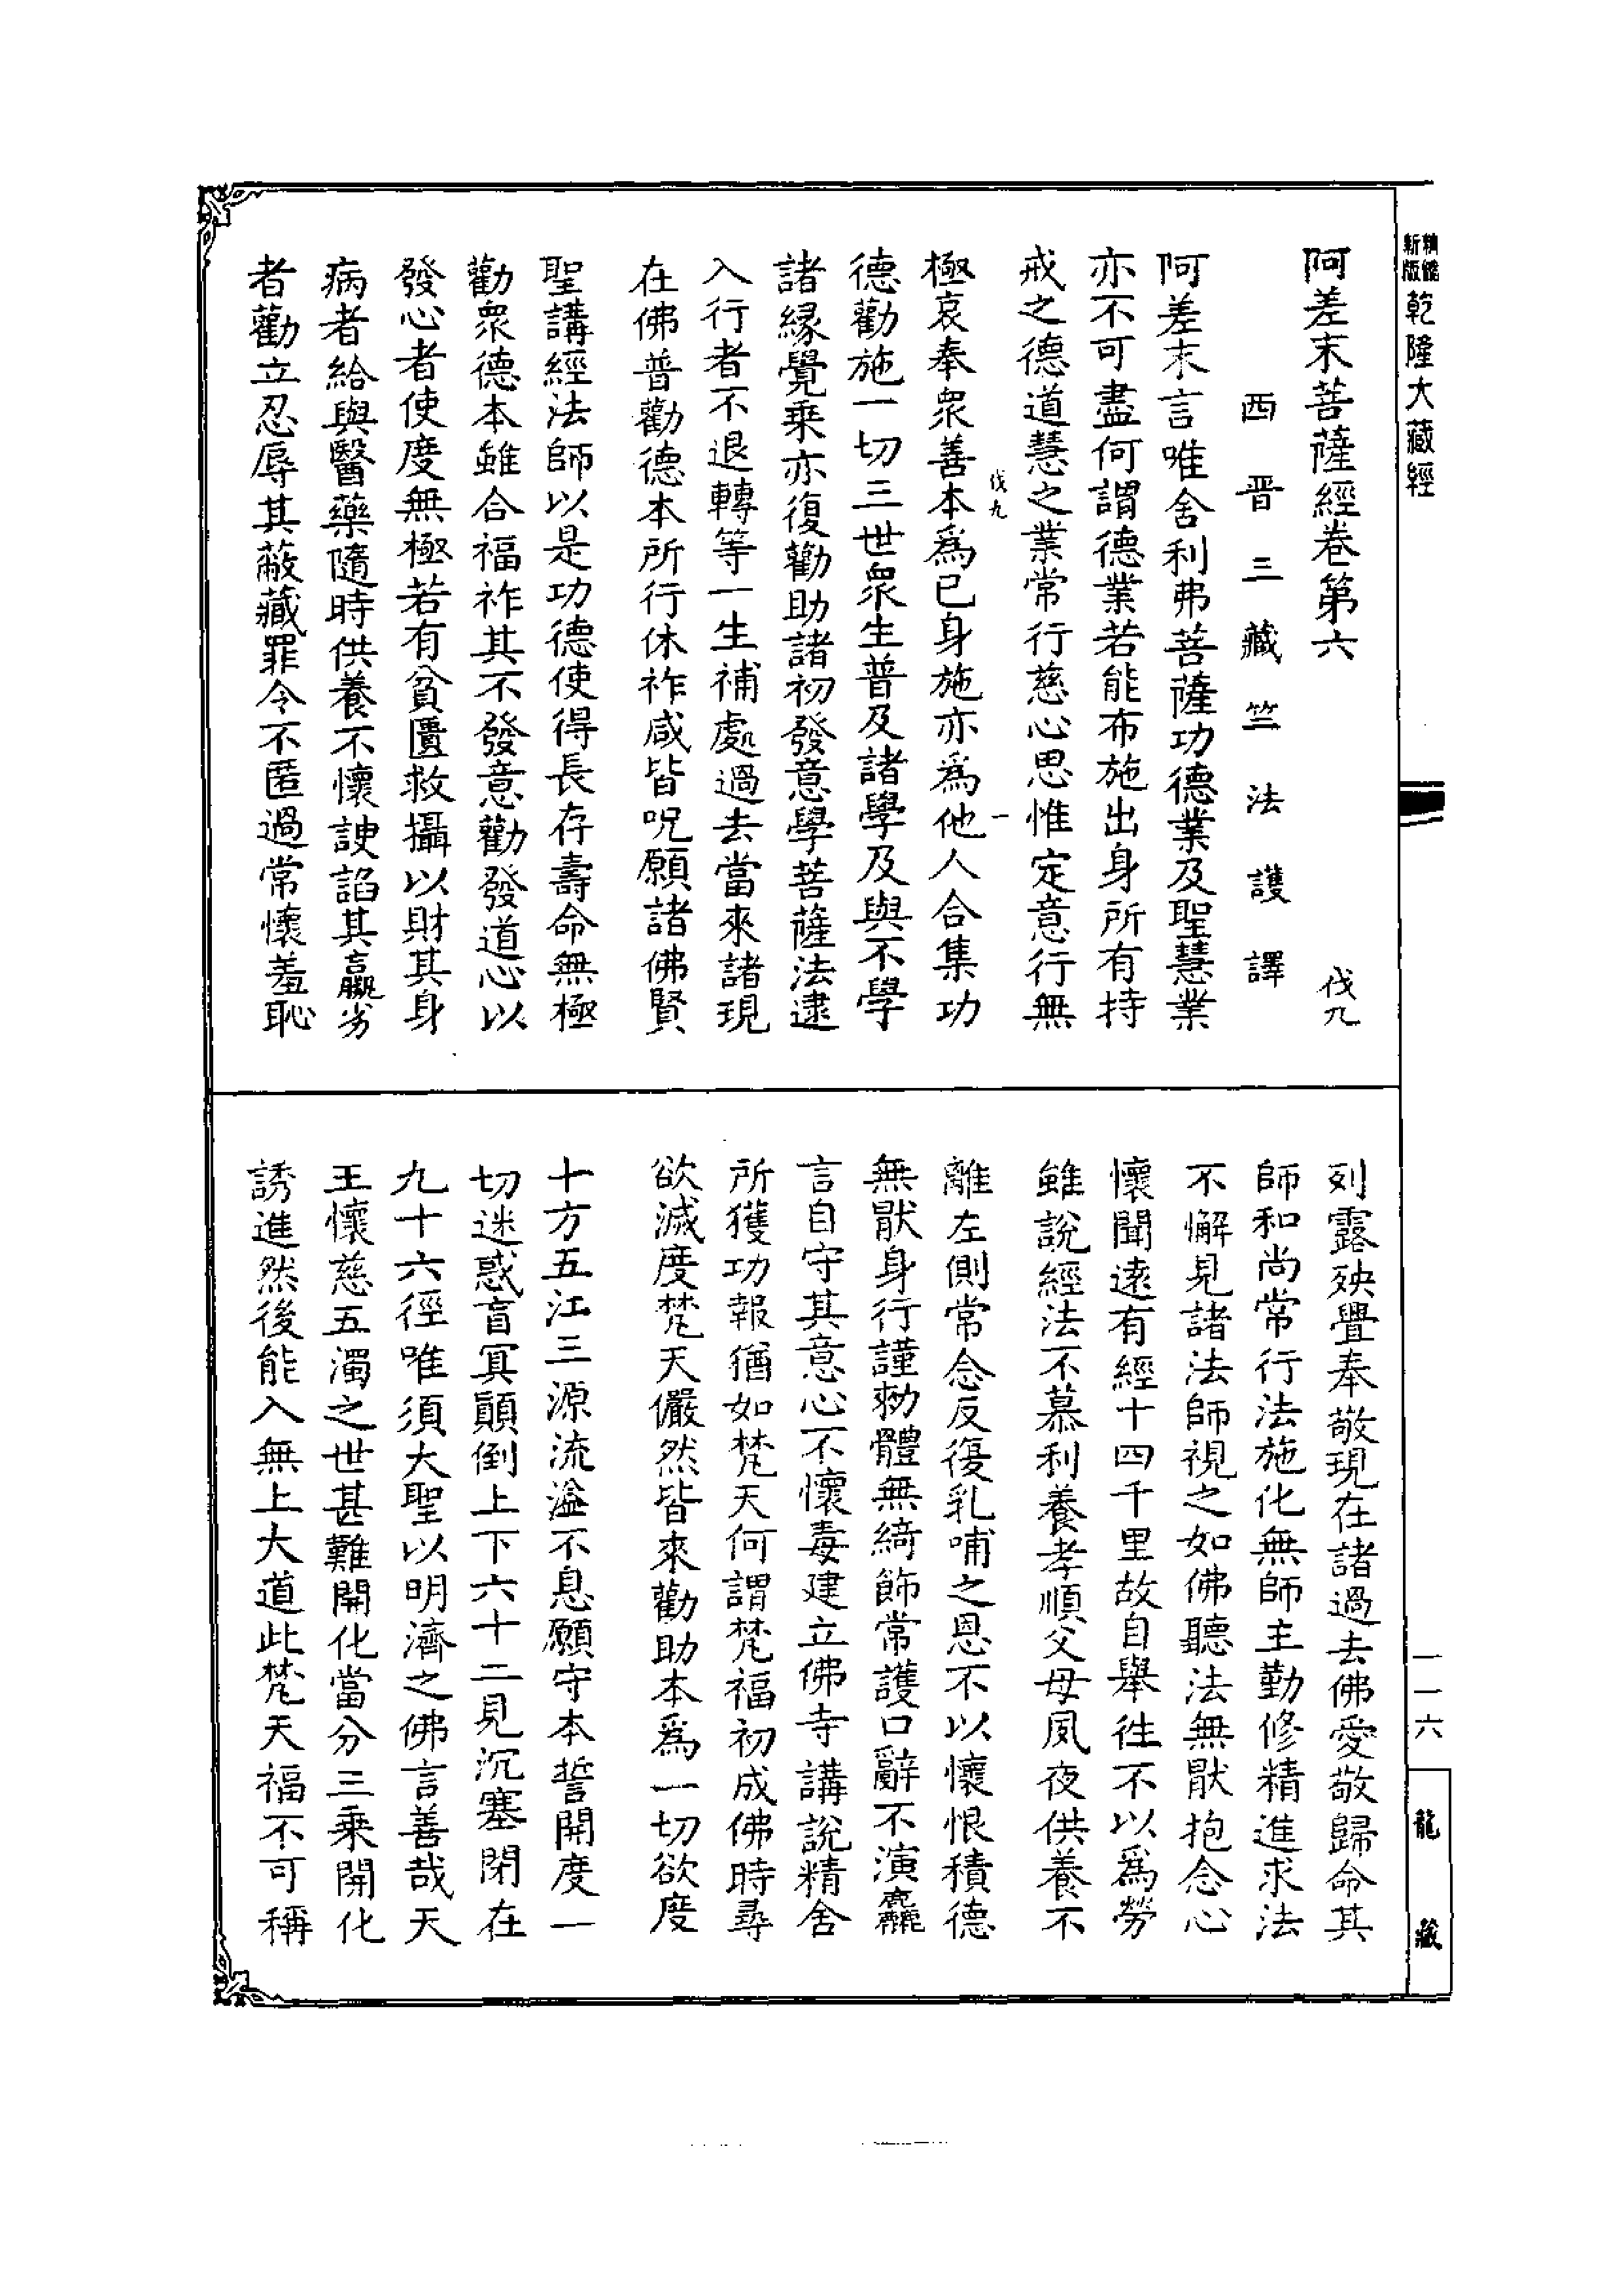 新版
精縮
乾隆大藏經
阿差末菩薩經卷第六 伐九
西晋三藏竺法護譯
阿差末言唯舍利弗菩薩功德業及聖慧業
亦不可盡何謂德業若能布施出身所有持
戒之德道慧之業常行慈心思惟定意行無
伐九 一
極哀奉衆善本為已身施亦為他人合集功
德勸施一切三世衆生普及諸學及與不學
諸緣覺乘亦復勸助諸初發意學菩薩法逮
入行者不退轉等一生補處過去當來諸現
在佛普勸德本所行休祚咸皆呪願諸佛賢
聖講經法師以是功德使得長存壽命無極
勸衆德本雖合福祚其不發意勸發道心以
發心者使度無極若有貧匱救攝以財其身
病者給與醫藥隨時供養不懷諛諂其羸劣
者勸立忍辱其蔽藏罪令不匿過常懷羞恥
列露殃舋奉敬現在諸過去佛愛敬歸命其
師和尚常行法施化無師主勤修精進求法
不懈見諸法師視之如佛聽法無猒抱念心
懷聞遠有經十四千里故自舉徃不以為勞
雖說經法不慕利養孝順父母夙夜供養不
離左側常念反復乳哺之恩不以懷恨積德
無猒身行謹勑體無綺飾常護口辭不演麤
言自守其意心不懷毒建立佛寺講說精舍
所獲功報猶如梵天何謂梵福初成佛時尋
欲滅度梵天儼然皆來勸助本為一切欲度
十方五江三源流溢不息願守本誓開度一
切迷惑盲冥顛倒上下六十二見沉塞閉在
九十六徑唯須大聖以明濟之佛言善哉天
王懷慈五濁之世甚難開化當分三乘開化
誘進然後能入無上大道此梵天福不可稱
一一六
龍藏